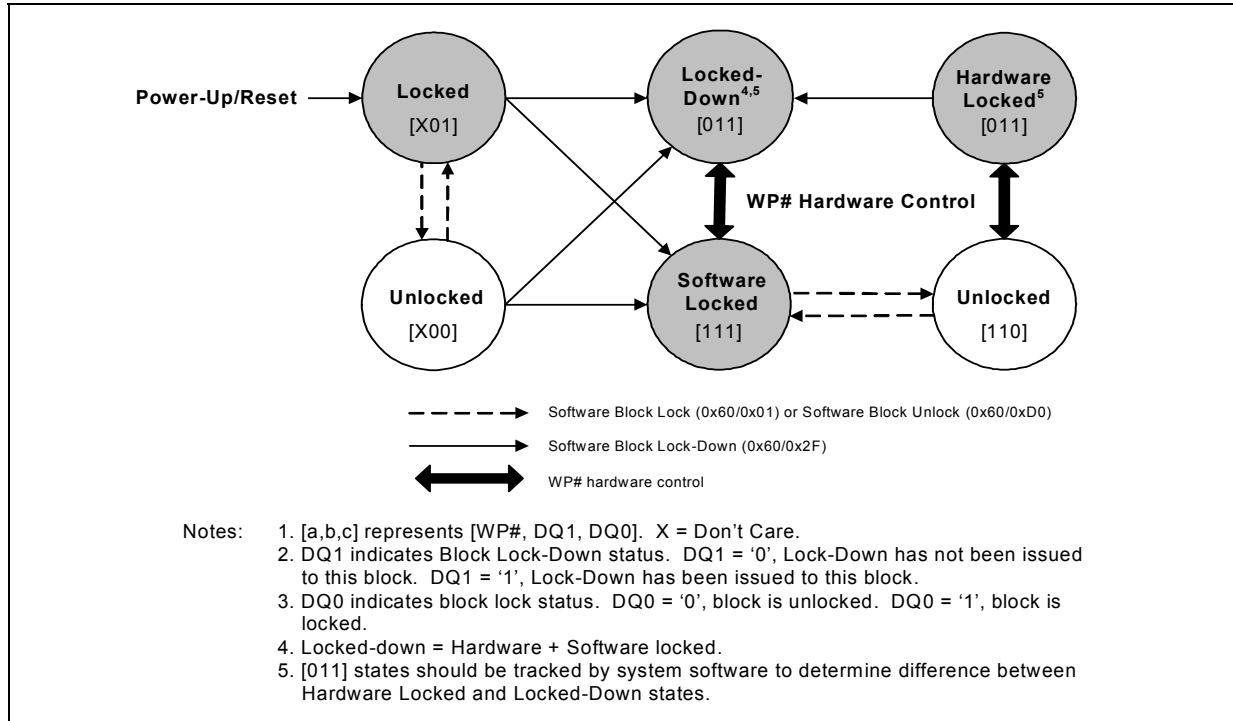 Power-Up/Reset
Locked
[X01]
Locked-
Down4,5
[011]
Hardware
Locked5
[011]
WP# Hardware Control
Unlocked
[X00]
Software
Locked
[111]
Unlocked
[110]
Software Block Lock (0x60/0x01) or Software Block Unlock (0x60/0xD0)
Software Block Lock-Down (0x60/0x2F)
WP# hardware control
Notes: 1. [a,b,c] represents [WP#, DQ1, DQ0]. X = Don't Care.
2. DQ1 indicates Block Lock-Down status. DQ1 = '0', Lock-Down has not been issued
to this block. DQ1 = '1', Lock-Down has been issued to this block.
3. DQ0 indicates block lock status. DQ0 = '0', block is unlocked. DQ0 = '1', block is
locked.
4. Locked-down = Hardware + Software locked.
5. [011] states should be tracked by system software to determine difference between
Hardware Locked and Locked-Down states.